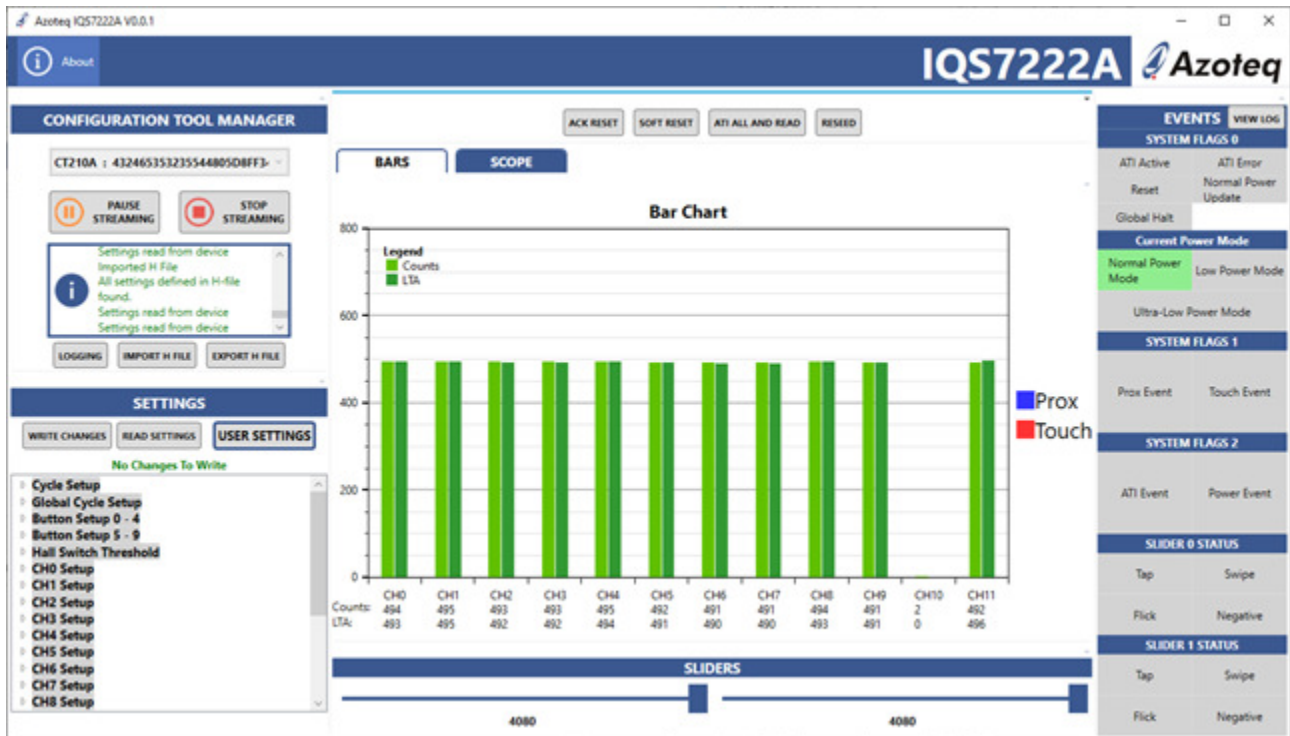 Azoteq IQS7222A V0.0.1
About
IQS7222A Azoteq
CONFIGURATION TOOL MANAGER
PAUSE STREAMING
STOP STREAMING
Settings read from device
Imported H File
All settings defined in H-file
found.
Settings read from device
Settings read from device
LOGGING IMPORT H FILE EXPORT H FILE
SETTINGS
WRITE CHANGES READ SETTINGS USER SETTINGS
No Changes To Write
Cycle Setup
Global Cycle Setup
Button Setup 0 - 4
Button Setup 5 - 9
Hall Switch Threshold
CH0 Setup
CH1 Setup
CH2 Setup
CH3 Setup
CH4 Setup
CH5 Setup
CH6 Setup
CH7 Setup
CH8 Setup
ACK RESET SOFT RESET ATI ALL AND READ RESEED
BARS SCOPE
Bar Chart
800
600
400
200
0
Legend
Counts
LTA
Prox
Touch
CH0 CH1 CH2 CH3 CH4 CH5 CH6 CH7 CH8 CH9 CH10 CH11
Counts: 494 495 493 493 495 492 491 491 494 491 2 492
LTA: 493 495 492 492 494 491 490 490 493 491 0 496
SLIDERS
4080 4080
EVENTS VIEW LOG
SYSTEM FLAGS 0
ATI Active ATI Error
Reset Normal Power Update
Global Halt
Current Power Mode
Normal Power Mode Low Power Mode
Ultra-Low Power Mode
SYSTEM FLAGS 1
Prox Event Touch Event
SYSTEM FLAGS 2
ATI Event Power Event
SLIDER 0 STATUS
Tap Swipe
Flick Negative
SLIDER 1 STATUS
Tap Swipe
Flick Negative